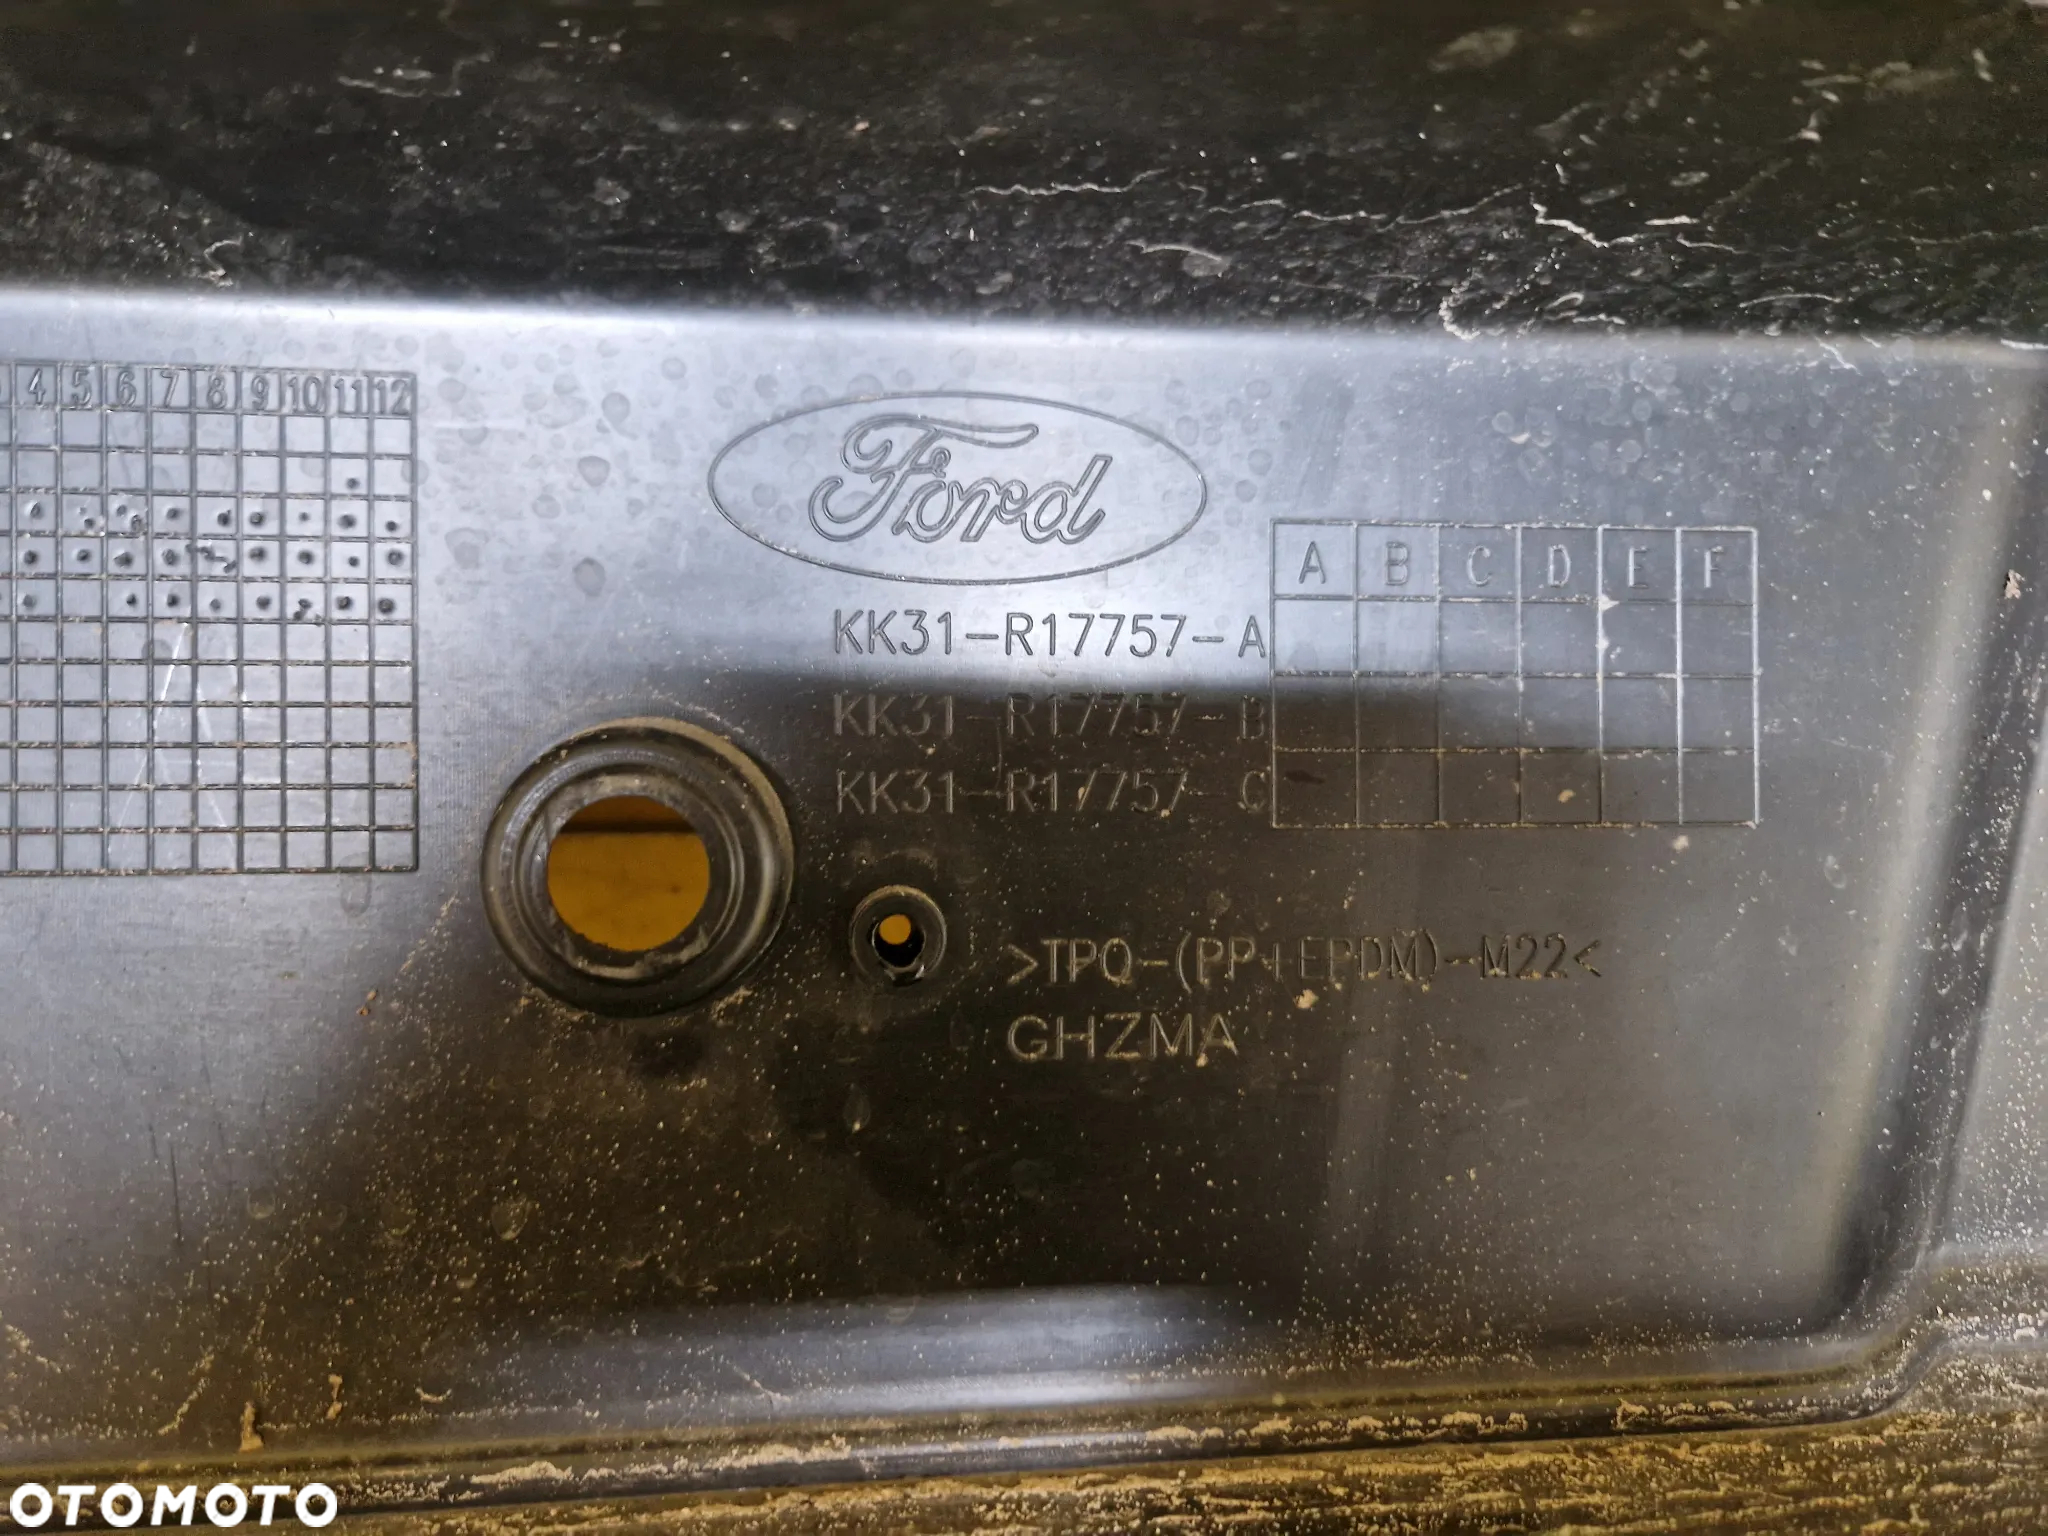 4 5 6 7 8 9 10 11 12
Ford
A B C D E F
KK31-R17757-A
KK31-R17757-B
KK31-R17757-C
>TPO-(PP+EPDM)-M22<
GHZMA
OTOMOTO